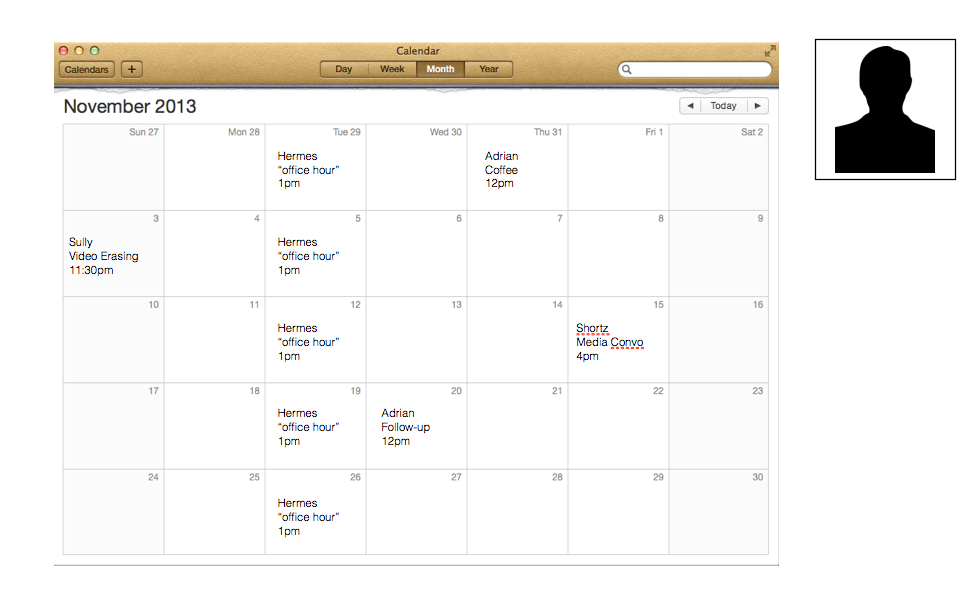 Calendar
Calendars + Day Week Month Year
November 2013
◀ Today ▶
Sun 27 Mon 28 Tue 29 Wed 30 Thu 31 Fri 1 Sat 2
Hermes
“office hour”
1pm
Adrian
Coffee
12pm
3 4 5 6 7 8 9
Sully
Video Erasing
11:30pm
Hermes
“office hour”
1pm
10 11 12 13 14 15 16
Hermes
“office hour”
1pm
Shortz
Media Convo
4pm
17 18 19 20 21 22 23
Hermes
“office hour”
1pm
Adrian
Follow-up
12pm
24 25 26 27 28 29 30
Hermes
“office hour”
1pm